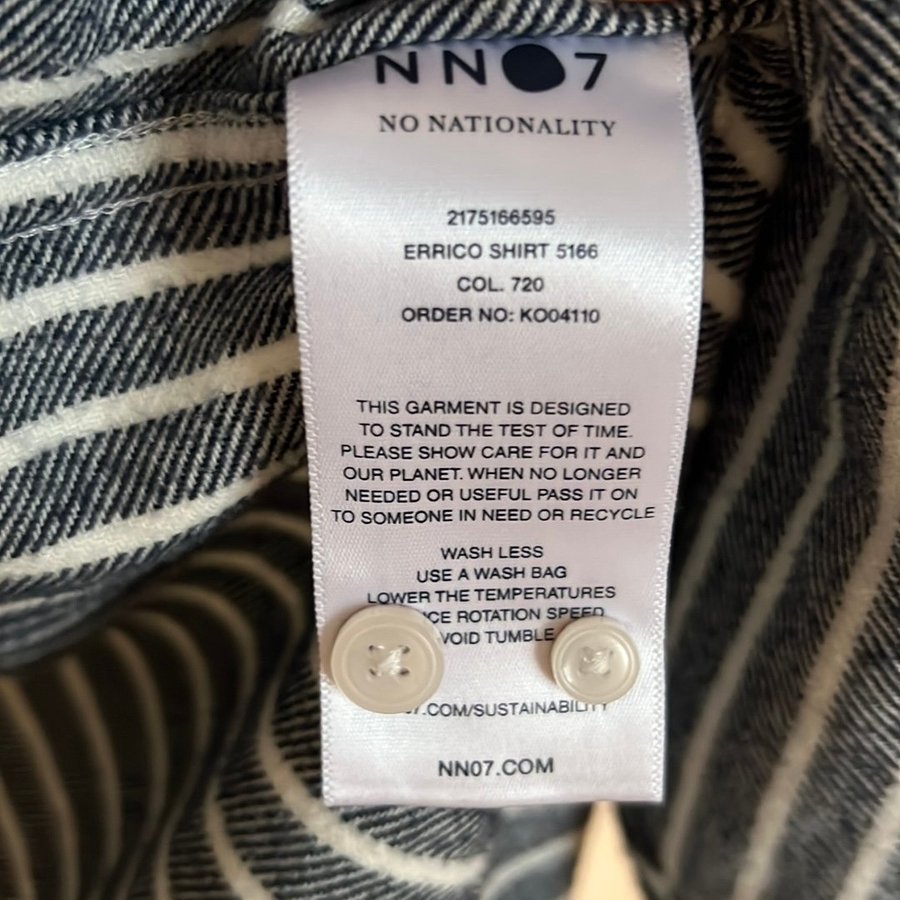 NN07
NO NATIONALITY
2175166595
ERRICO SHIRT 5166
COL. 720
ORDER NO: KO04110
THIS GARMENT IS DESIGNED
TO STAND THE TEST OF TIME.
PLEASE SHOW CARE FOR IT AND
OUR PLANET. WHEN NO LONGER
NEEDED OR USEFUL PASS IT ON
TO SOMEONE IN NEED OR RECYCLE
WASH LESS
USE A WASH BAG
LOWER THE TEMPERATURES
ROTATION SPEED
TUMBLE
.COM/SUSTAINABILITY
NN07.COM